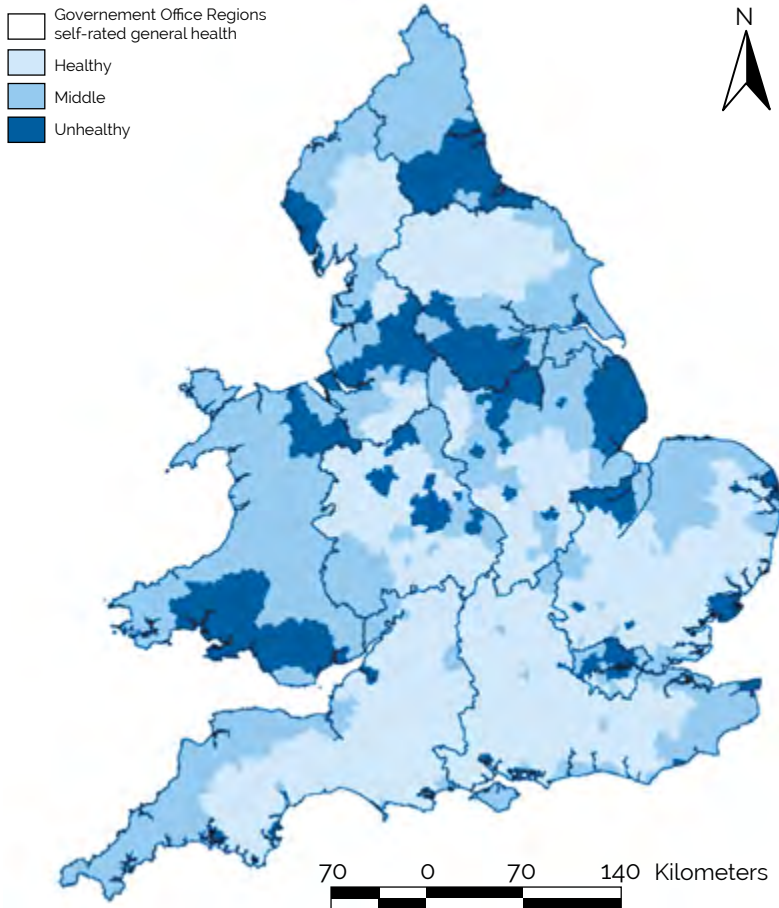 Governement Office Regions
self-rated general health
Healthy
Middle
Unhealthy
N
70 0 70 140 Kilometers